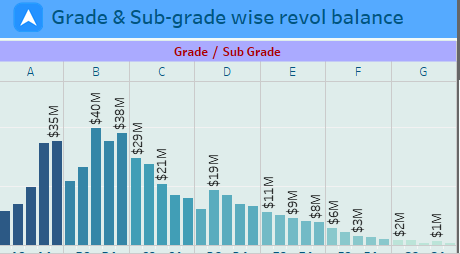 Grade & Sub-grade wise revol balance
Grade / Sub Grade
A B C D E F G
$35M $40M $38M $29M $21M $19M $11M $9M $8M $6M $3M $2M $1M